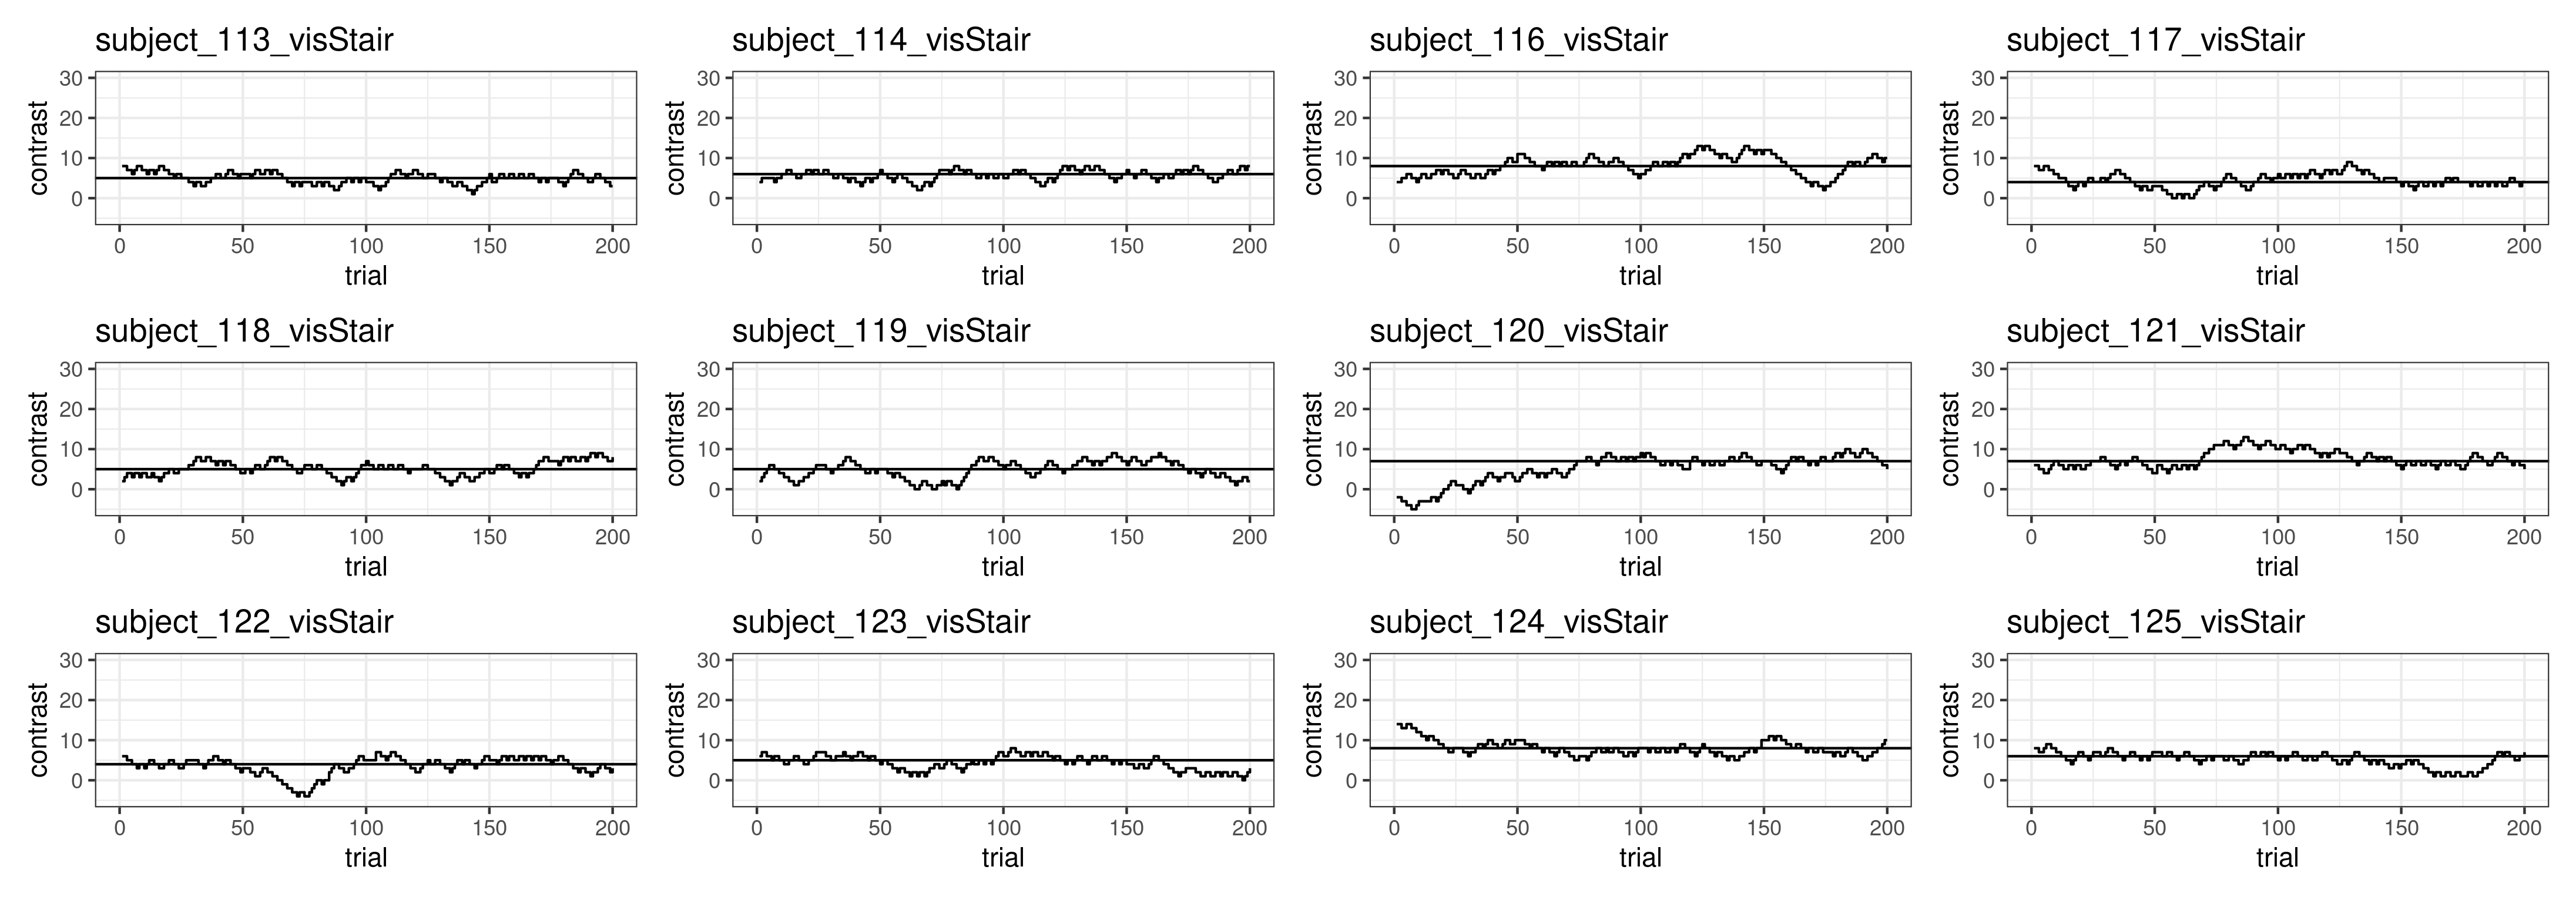 subject_113_visStair
subject_114_visStair
subject_116_visStair
subject_117_visStair
30
20
10
0
contrast
0 50 100 150 200
trial
30
20
10
0
contrast
0 50 100 150 200
trial
30
20
10
0
contrast
0 50 100 150 200
trial
30
20
10
0
contrast
0 50 100 150 200
trial
subject_118_visStair
subject_119_visStair
subject_120_visStair
subject_121_visStair
30
20
10
0
contrast
0 50 100 150 200
trial
30
20
10
0
contrast
0 50 100 150 200
trial
30
20
10
0
contrast
0 50 100 150 200
trial
30
20
10
0
contrast
0 50 100 150 200
trial
subject_122_visStair
subject_123_visStair
subject_124_visStair
subject_125_visStair
30
20
10
0
contrast
0 50 100 150 200
trial
30
20
10
0
contrast
0 50 100 150 200
trial
30
20
10
0
contrast
0 50 100 150 200
trial
30
20
10
0
contrast
0 50 100 150 200
trial